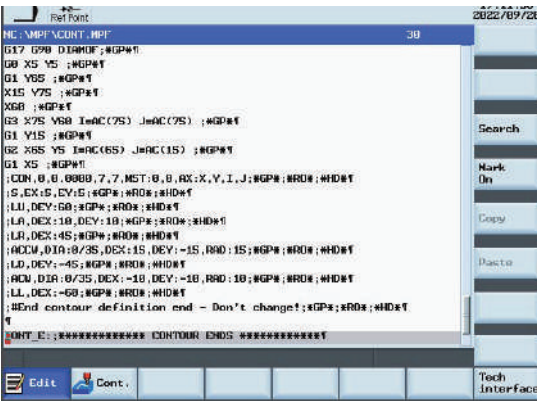 Ref Point
2022/09/28
NC:\MPF\CONT.MPF 30
G17 G90 DIAMOF;*GP*¶
G0 X5 Y5 ;*GP*¶
G1 Y65 ;*GP*¶
X15 Y75 ;*GP*¶
X60 ;*GP*¶
G3 X75 Y60 I=AC(75) J=AC(75) ;*GP*¶
G1 Y15 ;*GP*¶
G2 X65 Y5 I=AC(65) J=AC(15) ;*GP*¶
G1 X5 ;*GP*¶
;CON,0,0.0000,7,7,MST:0,0,AX:X,Y,I,J;*GP*;*RO*;*HD*¶
;S,EX:5,EY:5;*GP*;*RO*;*HD*¶
;LU,DEY:60;*GP*;*RO*;*HD*¶
;LA,DEX:10,DEY:10;*GP*;*RO*;*HD*¶
;LR,DEX:45;*GP*;*RO*;*HD*¶
;ACCW,DIA:0/35,DEX:15,DEY:-15,RAD:15;*GP*;*RO*;*HD*¶
;LD,DEY:-45;*GP*;*RO*;*HD*¶
;ACW,DIA:0/35,DEX:-10,DEY:-10,RAD:10;*GP*;*RO*;*HD*¶
;LL,DEX:-60;*GP*;*RO*;*HD*¶
;#End contour definition end - Don't change!;*GP*;*RO*;*HD*¶
¶
CONT_E:;************* CONTOUR ENDS ************¶
Search
Mark
On
Copy
Paste
Edit
Cont.
Tech
interface